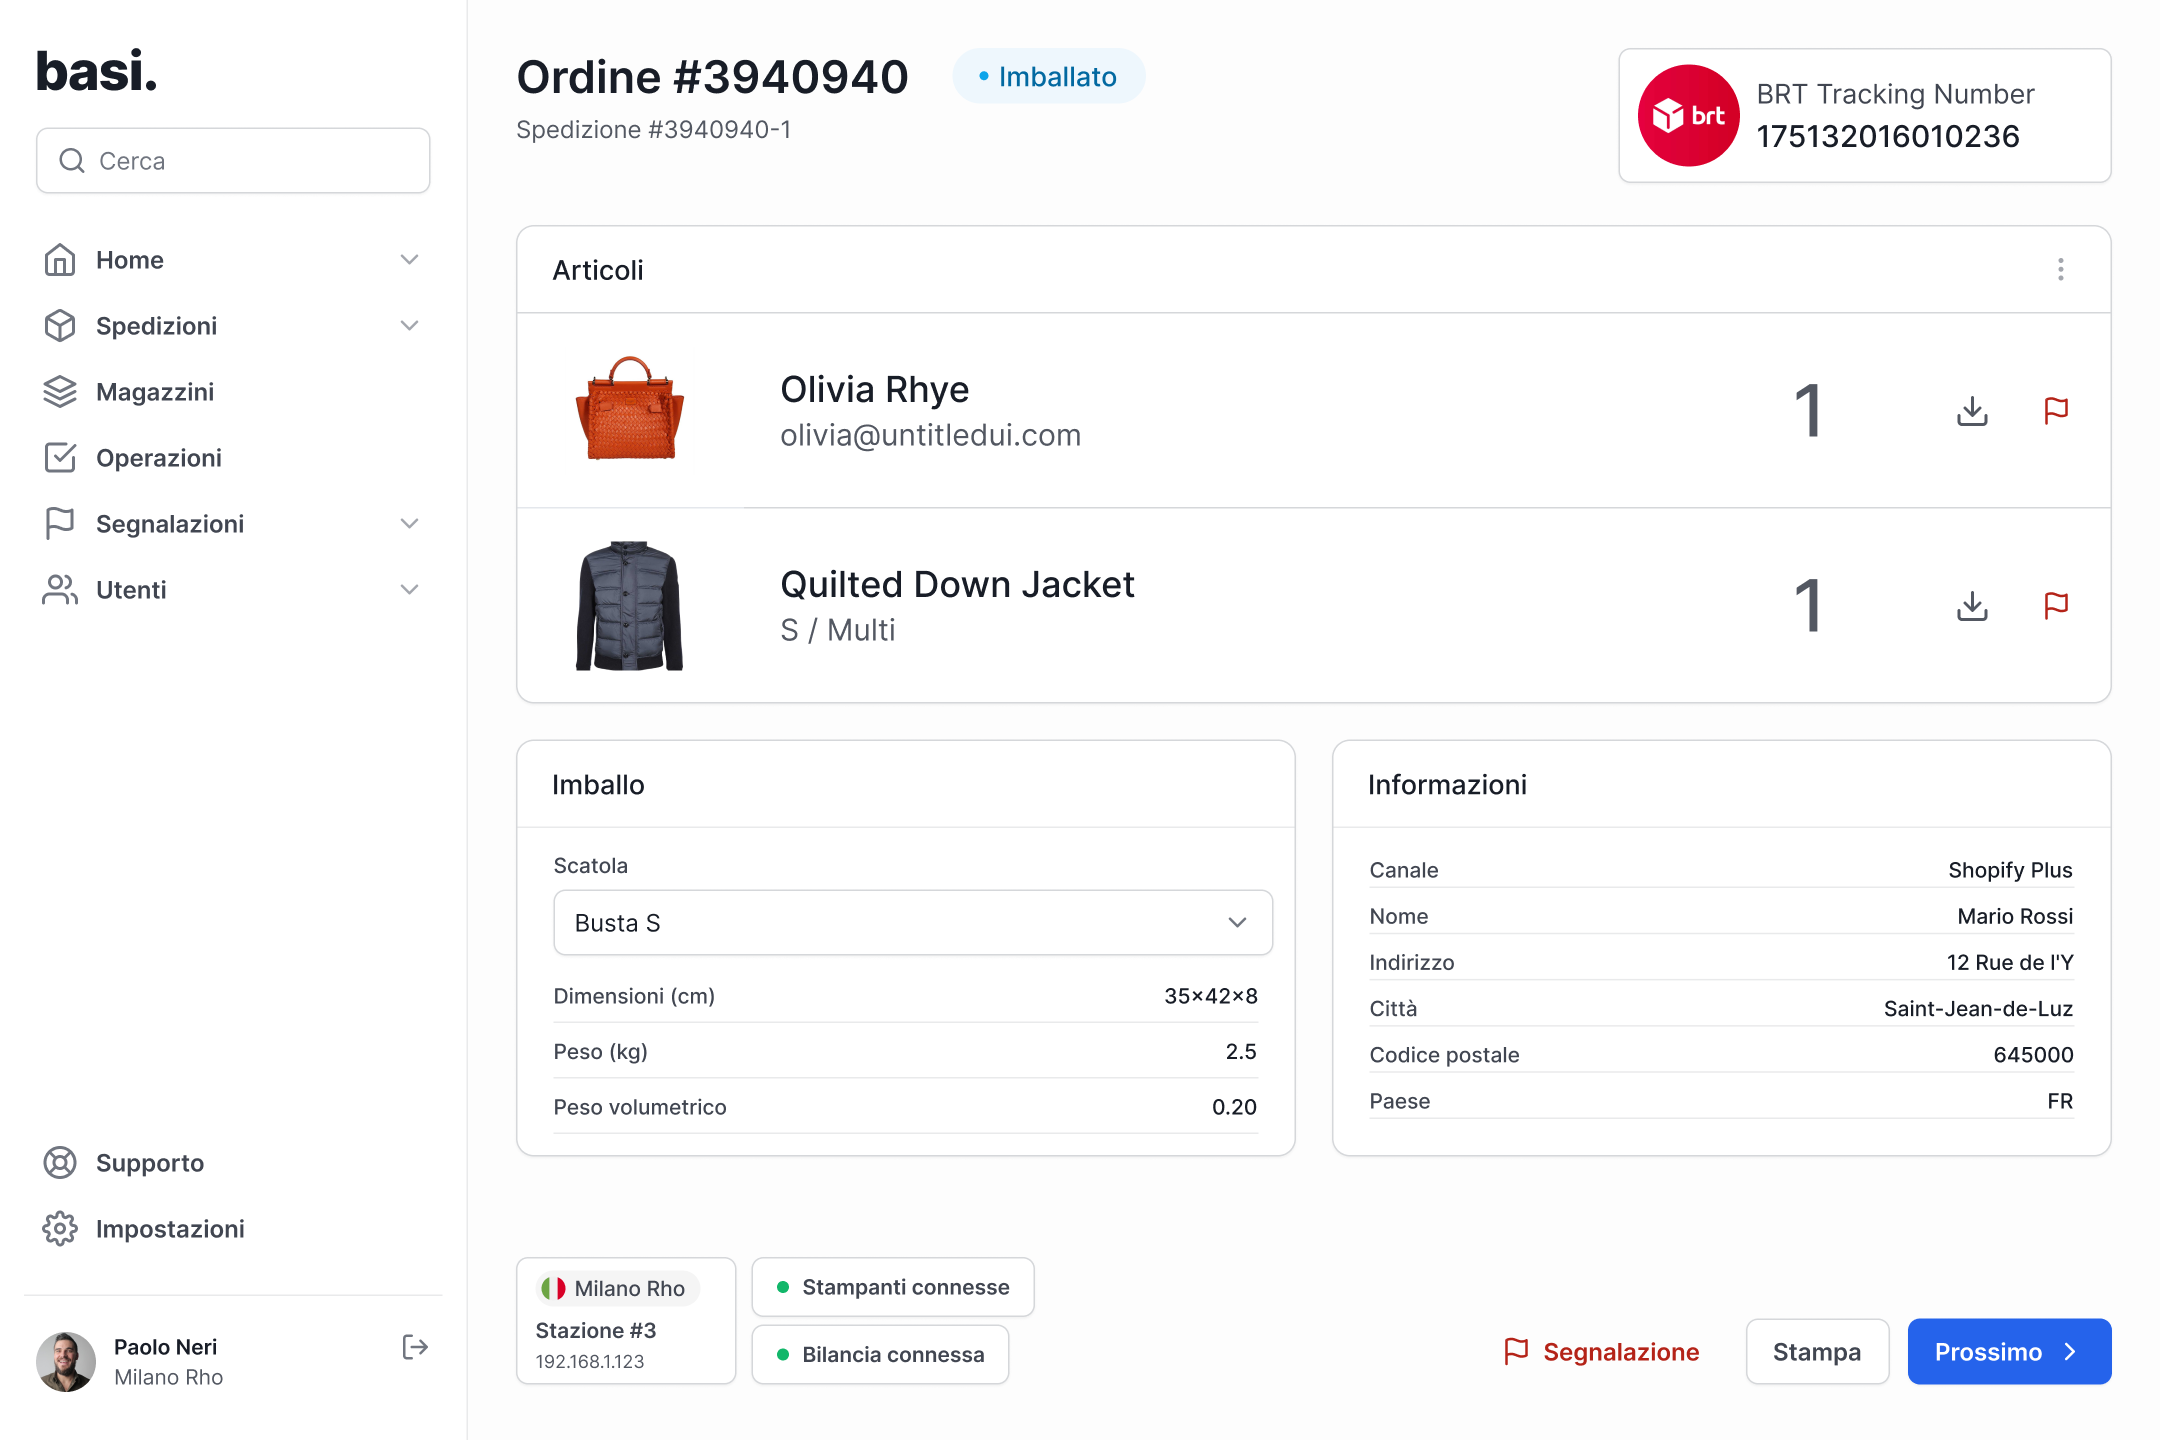 basi.
Cerca
Home
Spedizioni
Magazzini
Operazioni
Segnalazioni
Utenti
Supporto
Impostazioni
Paolo Neri
Milano Rho
Ordine #3940940
Imballato
Spedizione #3940940-1
brt
BRT Tracking Number
175132016010236
Articoli
Olivia Rhye
olivia@untitledui.com
1
Quilted Down Jacket
S / Multi
1
Imballo
Scatola
Busta S
Dimensioni (cm) 35×42×8
Peso (kg) 2.5
Peso volumetrico 0.20
Informazioni
Canale Shopify Plus
Nome Mario Rossi
Indirizzo 12 Rue de l'Y
Città Saint-Jean-de-Luz
Codice postale 645000
Paese FR
Milano Rho
Stazione #3
192.168.1.123
Stampanti connesse
Bilancia connessa
Segnalazione
Stampa
Prossimo